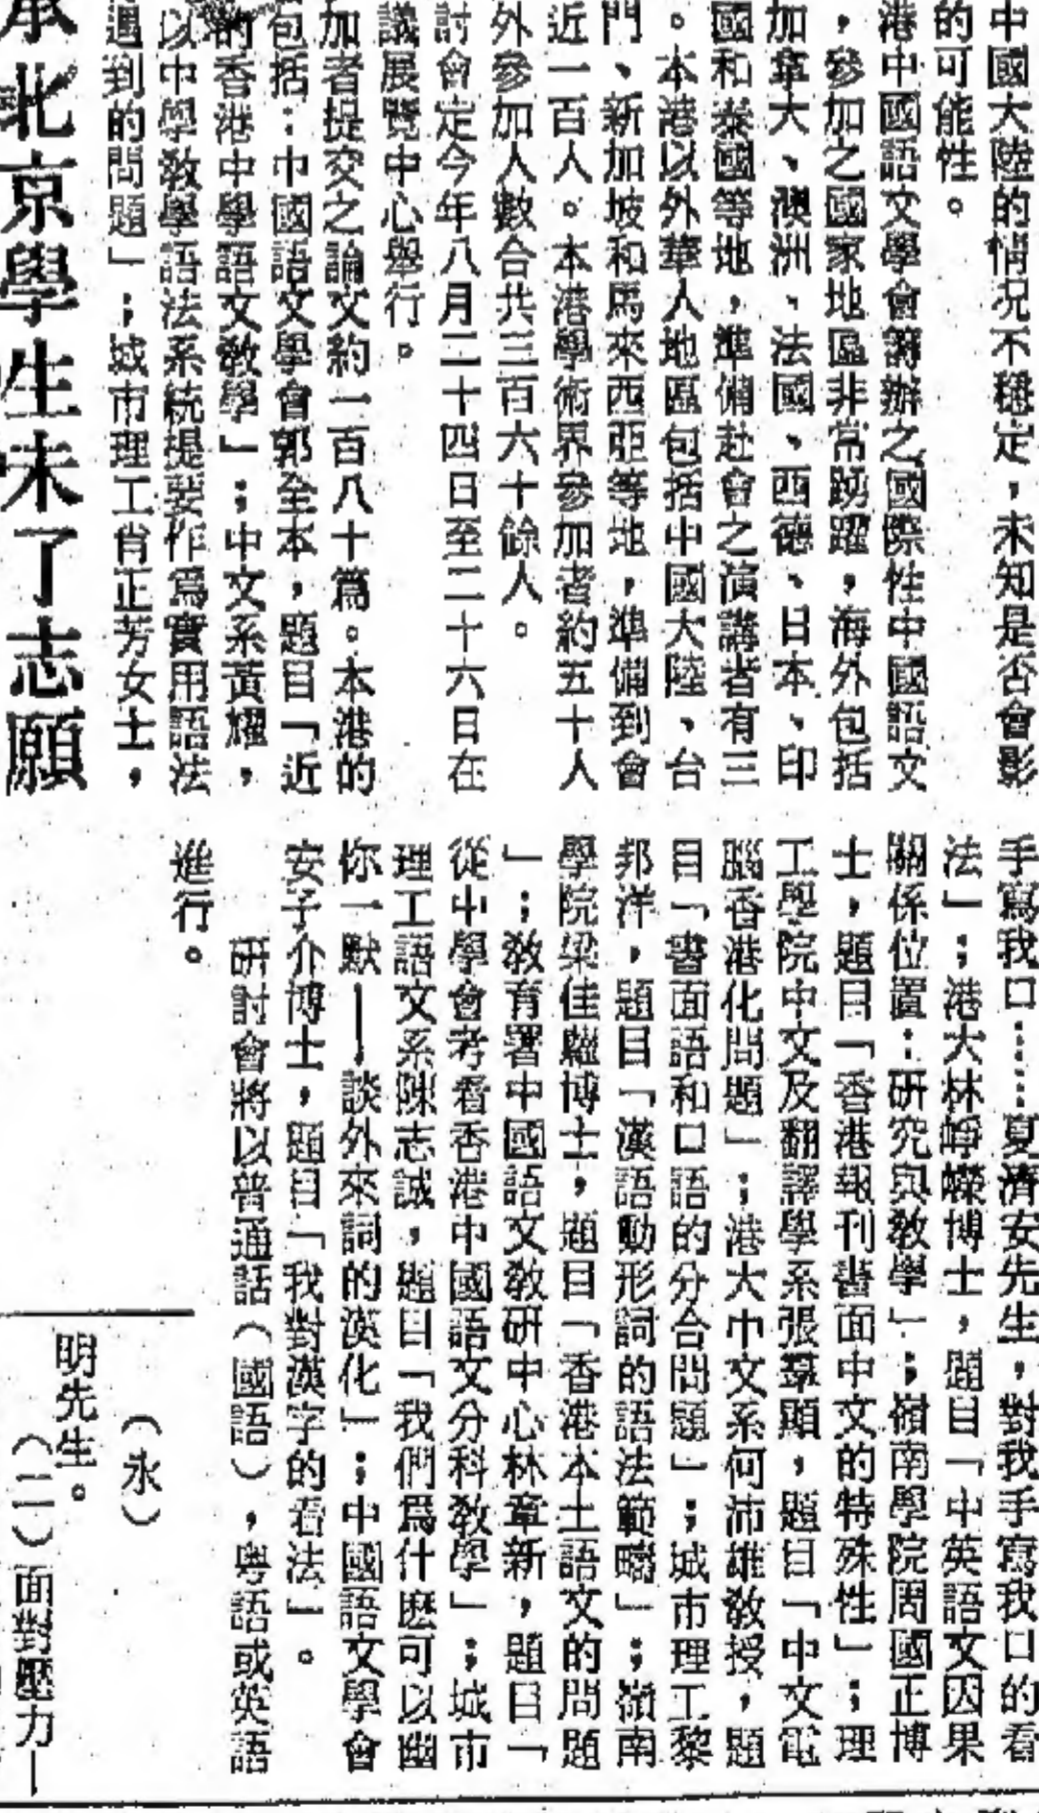 中國大陸的情况不穩定，未知是否會影
的可能性。
港中國語文學會籌辦之國際性中國語文
，參加之國家地區非常踴躍，海外包括
加拿大、澳洲、法國、西德、日本、印
國和泰國等地，準備赴會之演講者有三
。本港以外華人地區包括中國大陸、台
門、新加坡和馬來西亞等地，準備到會
近一百人。本港學術界參加者約五十人
外參加人數合共三百六十餘人。
討會定今年八月二十四日至二十六日在
議展覽中心舉行。
加者提交之論文約一百八十篇。本港的
包括：中國語文學會郭全本，題目「近
的香港中學語文敎學」；中文系黃耀，
以中學敎學語法系統提要作爲實用語法
遇到的問題」；城市理工肖正芳女士，
北京學生未了志願
手寫我口……夏濟安先生，對我手寫我口的看
法」；港大林崢嶸博士，題目「中英語文因果
關係位置：研究與敎學」；嶺南學院周國正博
士，題目「香港報刊書面中文的特殊性」；理
工學院中文及翻譯學系張羣顯，題目「中文電
腦香港化問題」；港大中文系何沛雄敎授，題
目「書面語和口語的分合問題」；城市理工黎
邦洋，題目「漢語動形詞的語法範疇」；嶺南
學院梁佳蘿博士，題目「香港本土語文的問題
」；敎育署中國語文敎研中心林章新，題目「
從中學會考看香港中國語文分科敎學」；城市
理工語文系陳志誠，題目「我們爲什麽可以幽
你一默——談外來詞的漢化」；中國語文學會
安子介博士，題目「我對漢字的看法」。
研討會將以普通話（國語），粤語或英語
進行。
（永）
明先生。
（二）面對壓力—